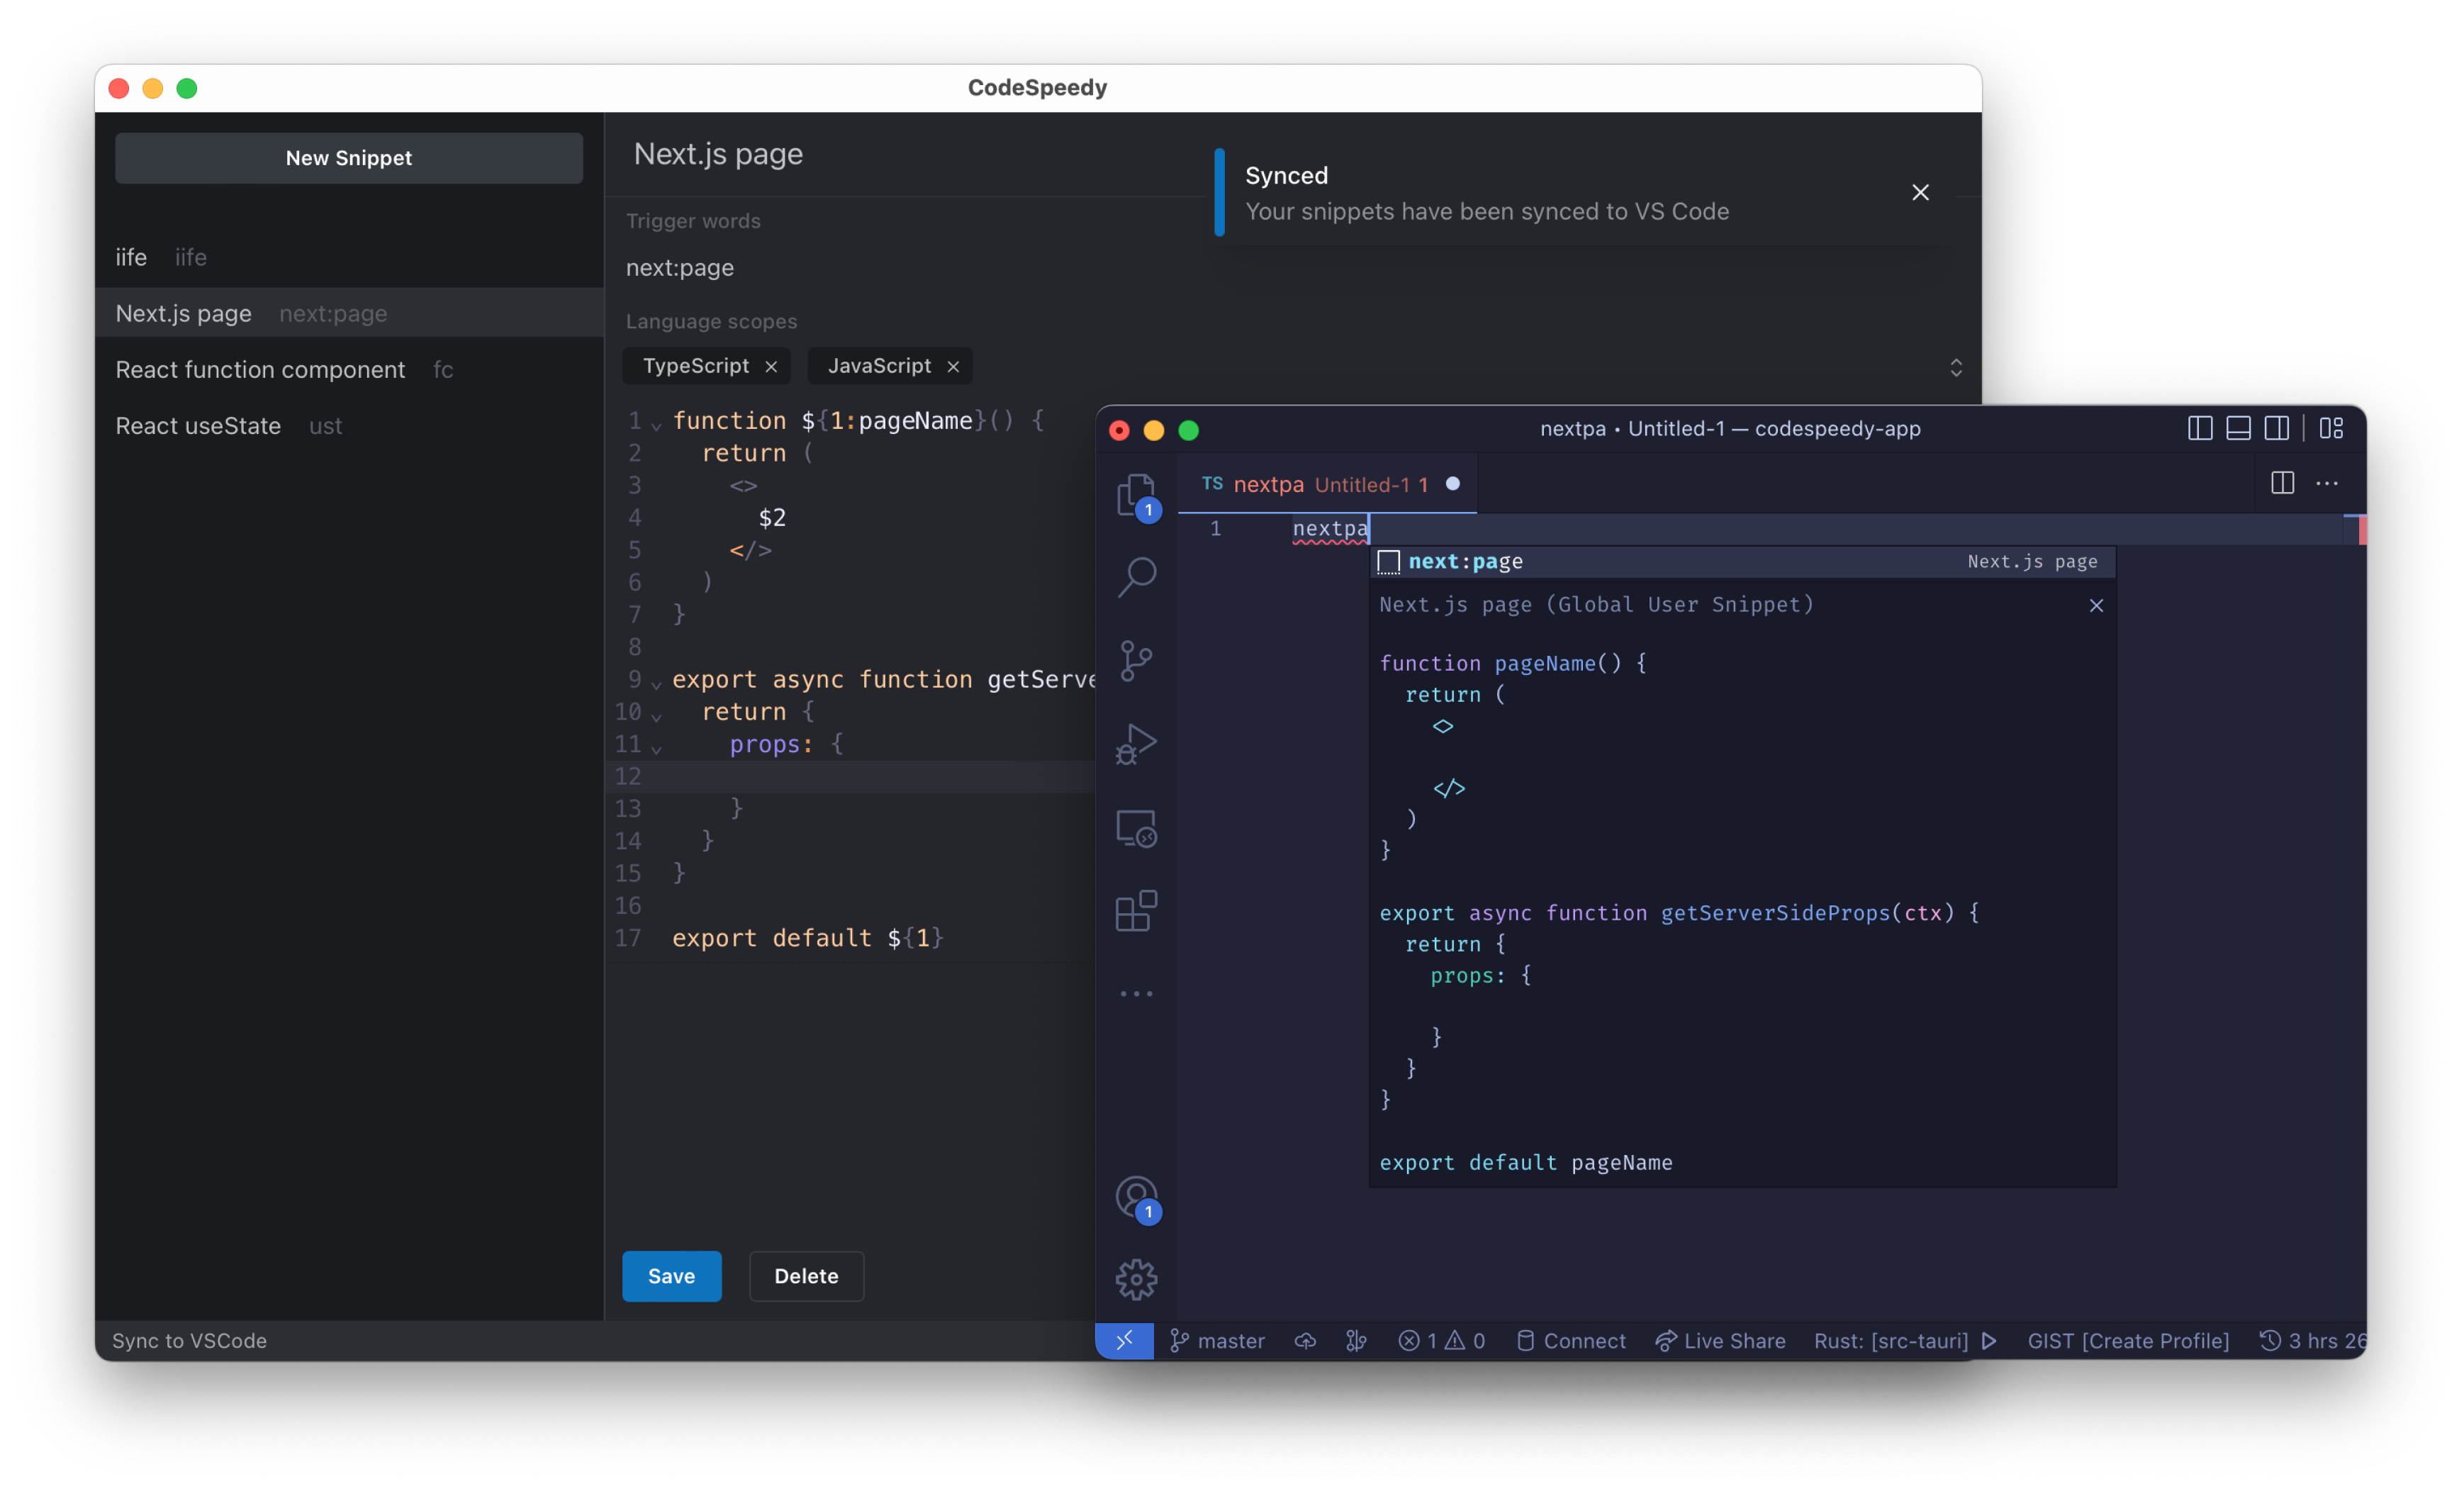 CodeSpeedy
New Snippet
iife iife
Next.js page next:page
React function component fc
React useState ust
Sync to VSCode
Next.js page
Synced
Your snippets have been synced to VS Code
Trigger words
next:page
Language scopes
TypeScript × JavaScript ×
1 function ${1:pageName}() {
2 return (
3 <>
4 $2
5 </>
6 )
7 }
8
9 export async function getServe
10 return {
11 props: {
12
13 }
14 }
15 }
16
17 export default ${1}
Save Delete
nextpa • Untitled-1 — codespeedy-app
TS nextpa Untitled-1 1
1 nextpa
next:page Next.js page
Next.js page (Global User Snippet)
function pageName() {
return (
<>
</>
)
}
export async function getServerSideProps(ctx) {
return {
props: {
}
}
}
export default pageName
1
1
master 1 0 Connect Live Share Rust: [src-tauri] GIST [Create Profile] 3 hrs 26